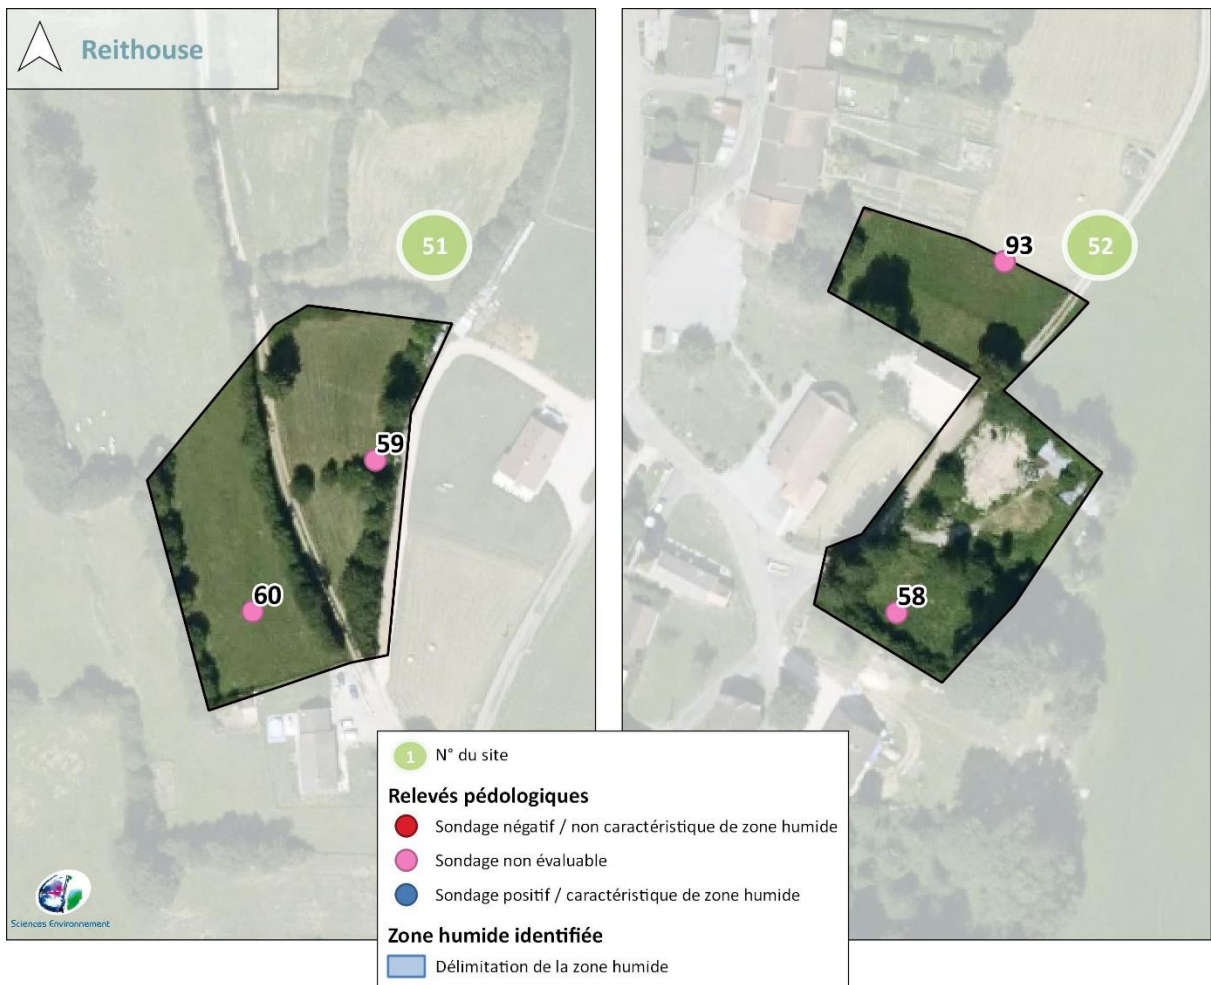 Reithouse
51
59
60
93
52
58
1 N° du site
Relevés pédologiques
Sondage négatif / non caractéristique de zone humide
Sondage non évaluable
Sondage positif / caractéristique de zone humide
Zone humide identifiée
Délimitation de la zone humide
Sciences Environnement